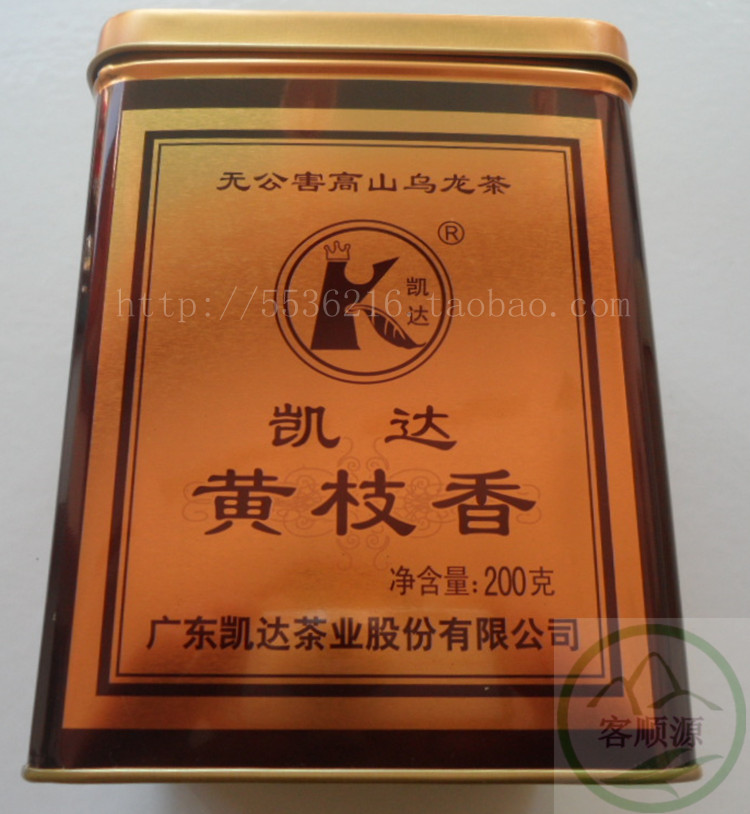 无公害高山乌龙茶
®
K
凯
达
http://5536216.taobao.com
凯达
黄枝香
净含量:200克
广东凯达茶业股份有限公司
客顺源